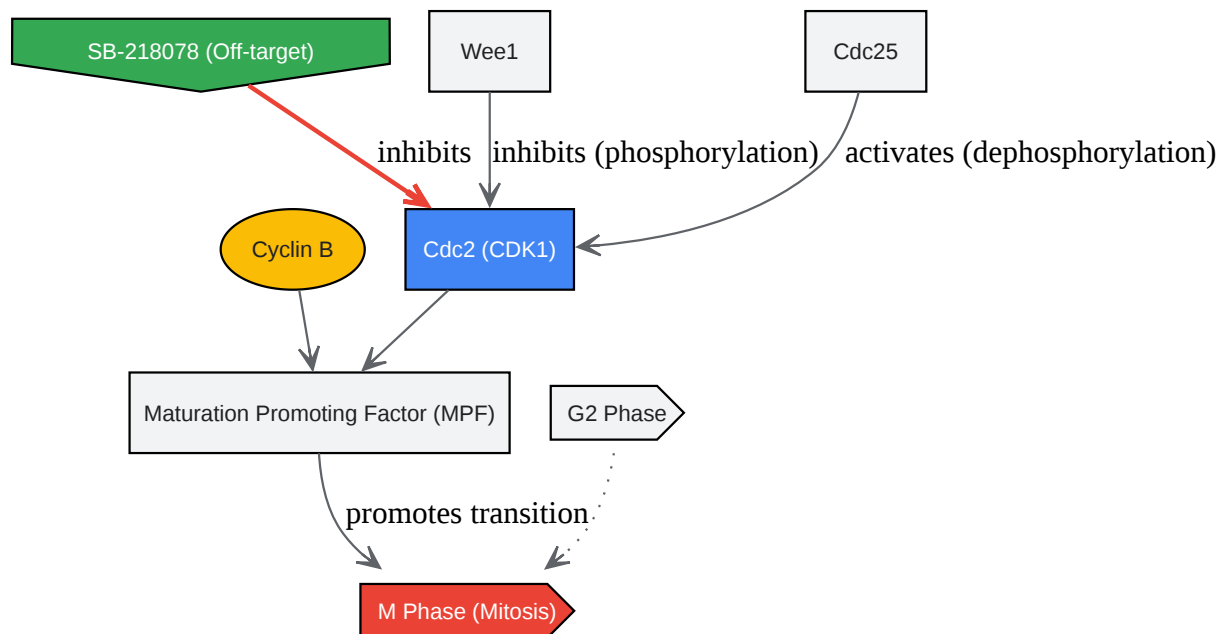 SB-218078 (Off-target)
Wee1
Cdc25
inhibits
inhibits (phosphorylation)
activates (dephosphorylation)
Cyclin B
Cdc2 (CDK1)
Maturation Promoting Factor (MPF)
G2 Phase
promotes transition
M Phase (Mitosis)